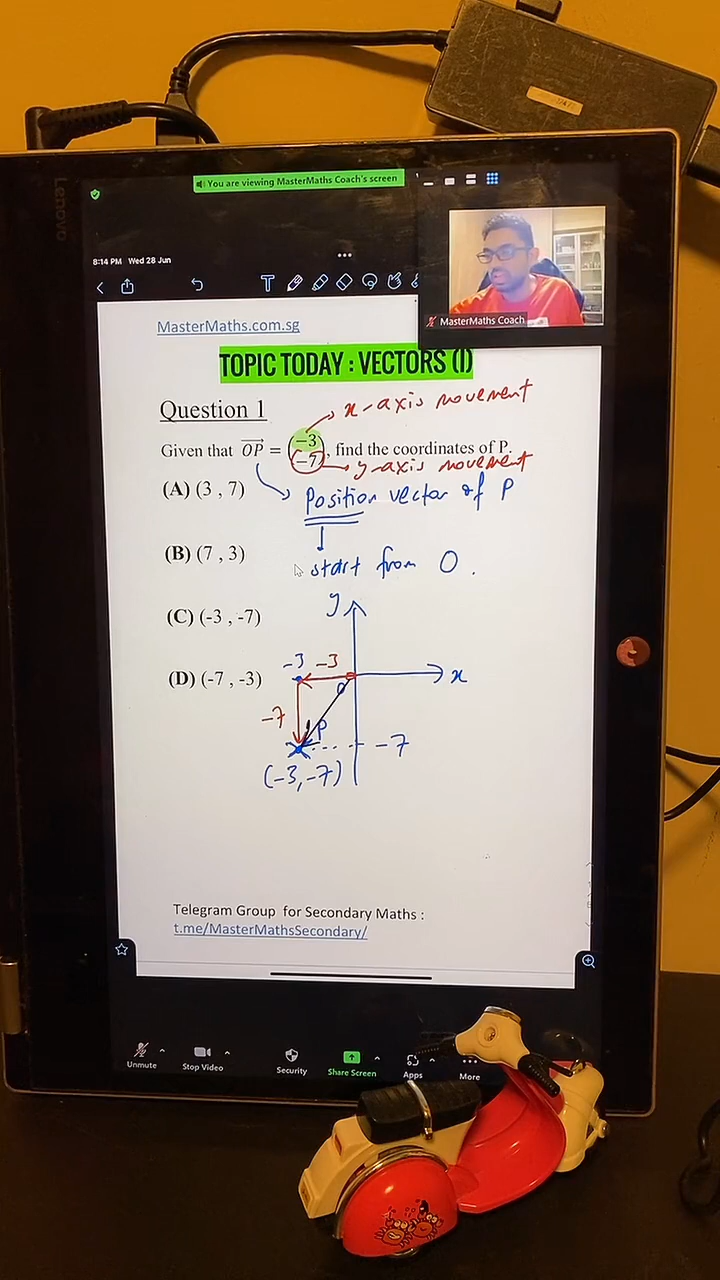 Lenovo
You are viewing MasterMaths Coach's screen
8:14 PM Wed 28 Jun
T
MasterMaths Coach
MasterMaths.com.sg
TOPIC TODAY : VECTORS (I)
x-axis movement
Question 1
Given that OP = (-3 -7), find the coordinates of P.
y-axis movement
(A) (3 , 7)
Position vector of P
(B) (7 , 3)
start from O.
(C) (-3 , -7)
y
-3 -3
(D) (-7 , -3)
x
O
-7
P
-7
(-3,-7)
Telegram Group for Secondary Maths :
t.me/MasterMathsSecondary/
Unmute
Stop Video
Security
Share Screen
Apps
More